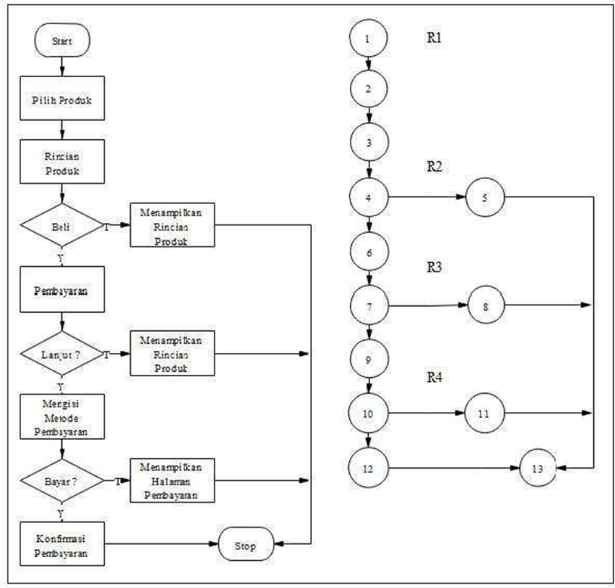 Start
Pilih Produk
Rincian
Produk
Beli
T
Menampilkan
Rincian
Produk
Y
Pembayaran
Lanjut ?
T
Menampilkan
Rincian
Produk
Y
Mengisi
Metode
Pembayaran
Bayar ?
T
Menampilkan
Halaman
Pembayaran
Y
Konfirmasi
Pembayaran
Stop
1
R1
2
3
R2
4
5
6
R3
7
8
9
R4
10
11
12
13